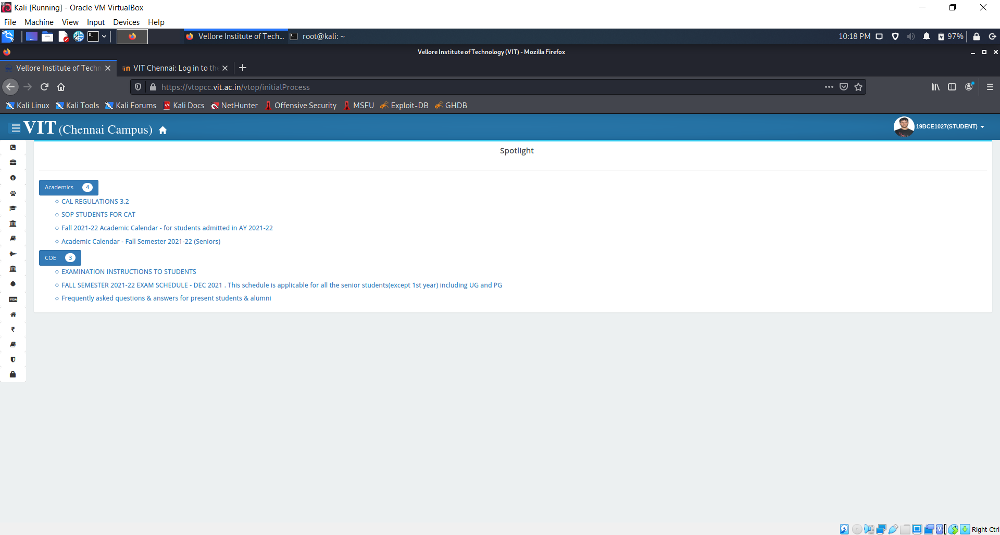 Kali [Running] - Oracle VM VirtualBox
File Machine View Input Devices Help
Vellore Institute of Tech... root@kali: ~ 10:18 PM 97%
Vellore Institute of Technology (VIT) - Mozilla Firefox
Vellore Institute of Techn VIT Chennai: Log in to the
https://vtopcc.vit.ac.in/vtop/initialProcess
Kali Linux Kali Tools Kali Forums Kali Docs NetHunter Offensive Security MSFU Exploit-DB GHDB
VIT (Chennai Campus) 19BCE1027(STUDENT)
Spotlight
Academics 4
CAL REGULATIONS 3.2
SOP STUDENTS FOR CAT
Fall 2021-22 Academic Calendar - for students admitted in AY 2021-22
Academic Calendar - Fall Semester 2021-22 (Seniors)
COE 3
EXAMINATION INSTRUCTIONS TO STUDENTS
FALL SEMESTER 2021-22 EXAM SCHEDULE - DEC 2021 . This schedule is applicable for all the senior students(except 1st year) including UG and PG
Frequently asked questions & answers for present students & alumni
VISA
Right Ctrl